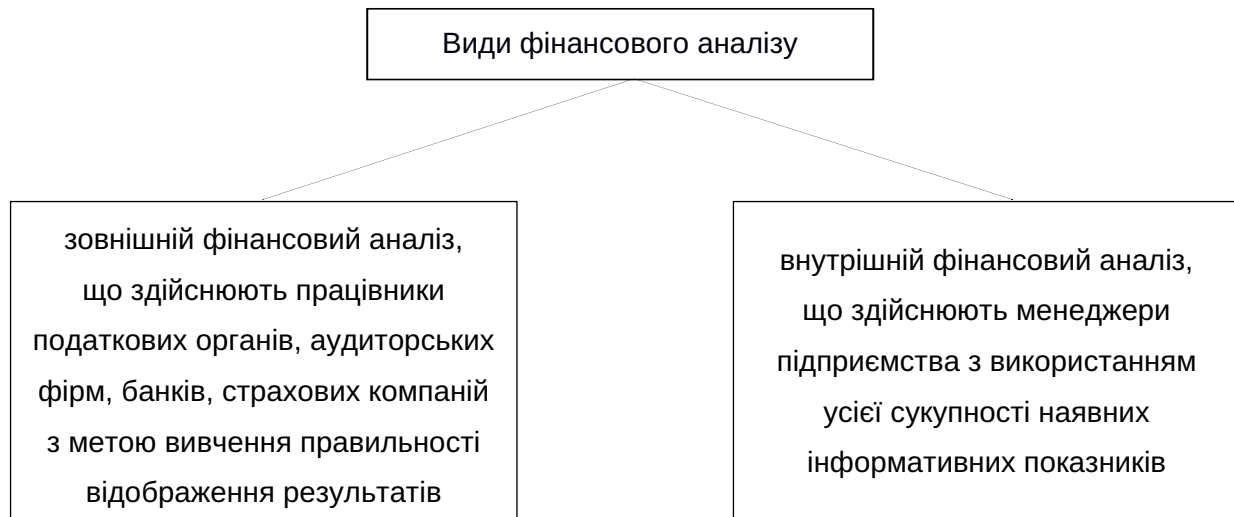 Види фінансового аналізу
зовнішній фінансовий аналіз,
що здійснюють працівники
податкових органів, аудиторських
фірм, банків, страхових компаній
з метою вивчення правильності
відображення результатів
внутрішній фінансовий аналіз,
що здійснюють менеджери
підприємства з використанням
усієї сукупності наявних
інформативних показників